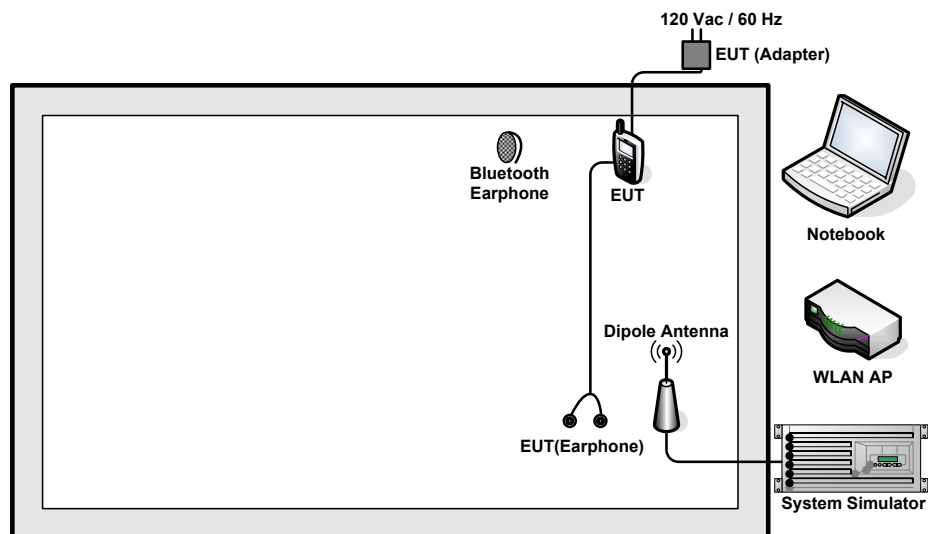 120 Vac / 60 Hz
EUT (Adapter)
Bluetooth
Earphone
EUT
Notebook
Dipole Antenna
WLAN AP
EUT(Earphone)
System Simulator